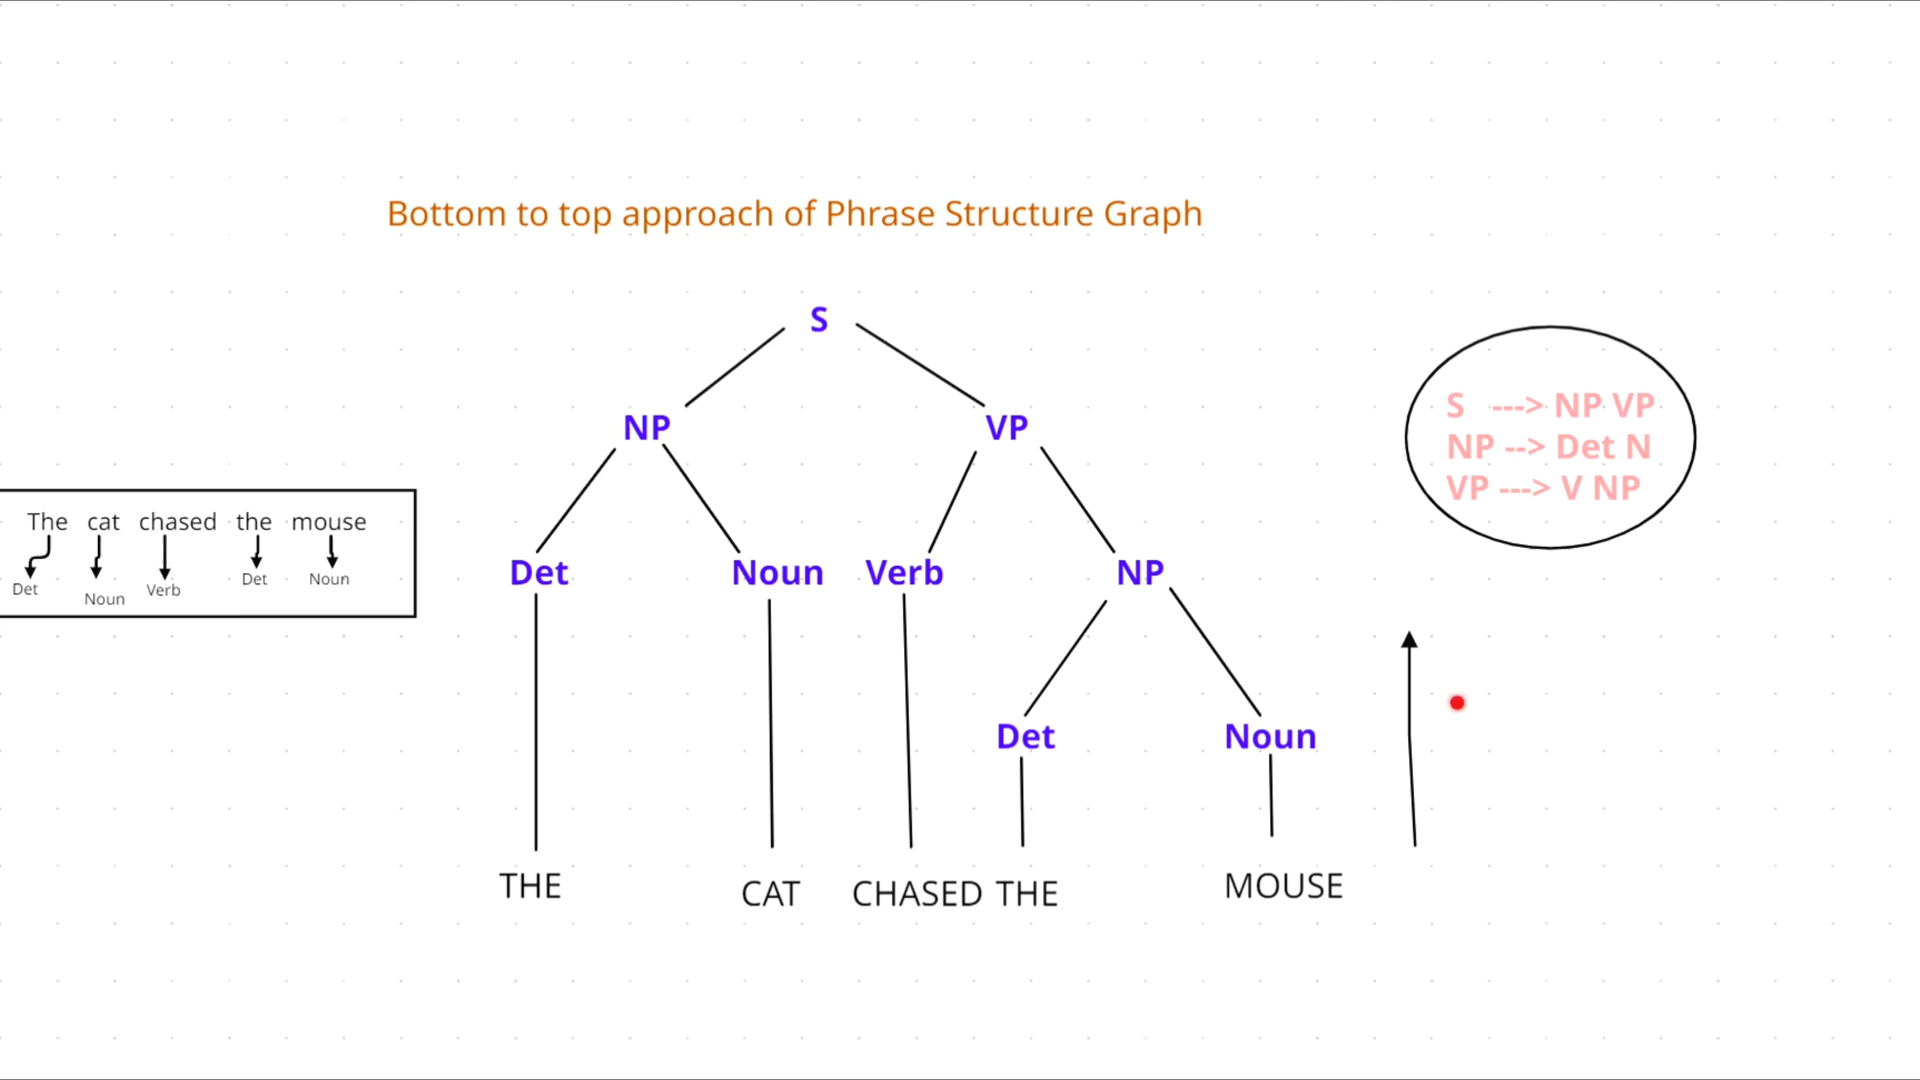 Bottom to top approach of Phrase Structure Graph
S
NP VP
Det Noun Verb NP
Det Noun
THE CAT CHASED THE MOUSE
The cat chased the mouse
Det Noun Verb Det Noun
S ---> NP VP
NP --> Det N
VP ---> V NP